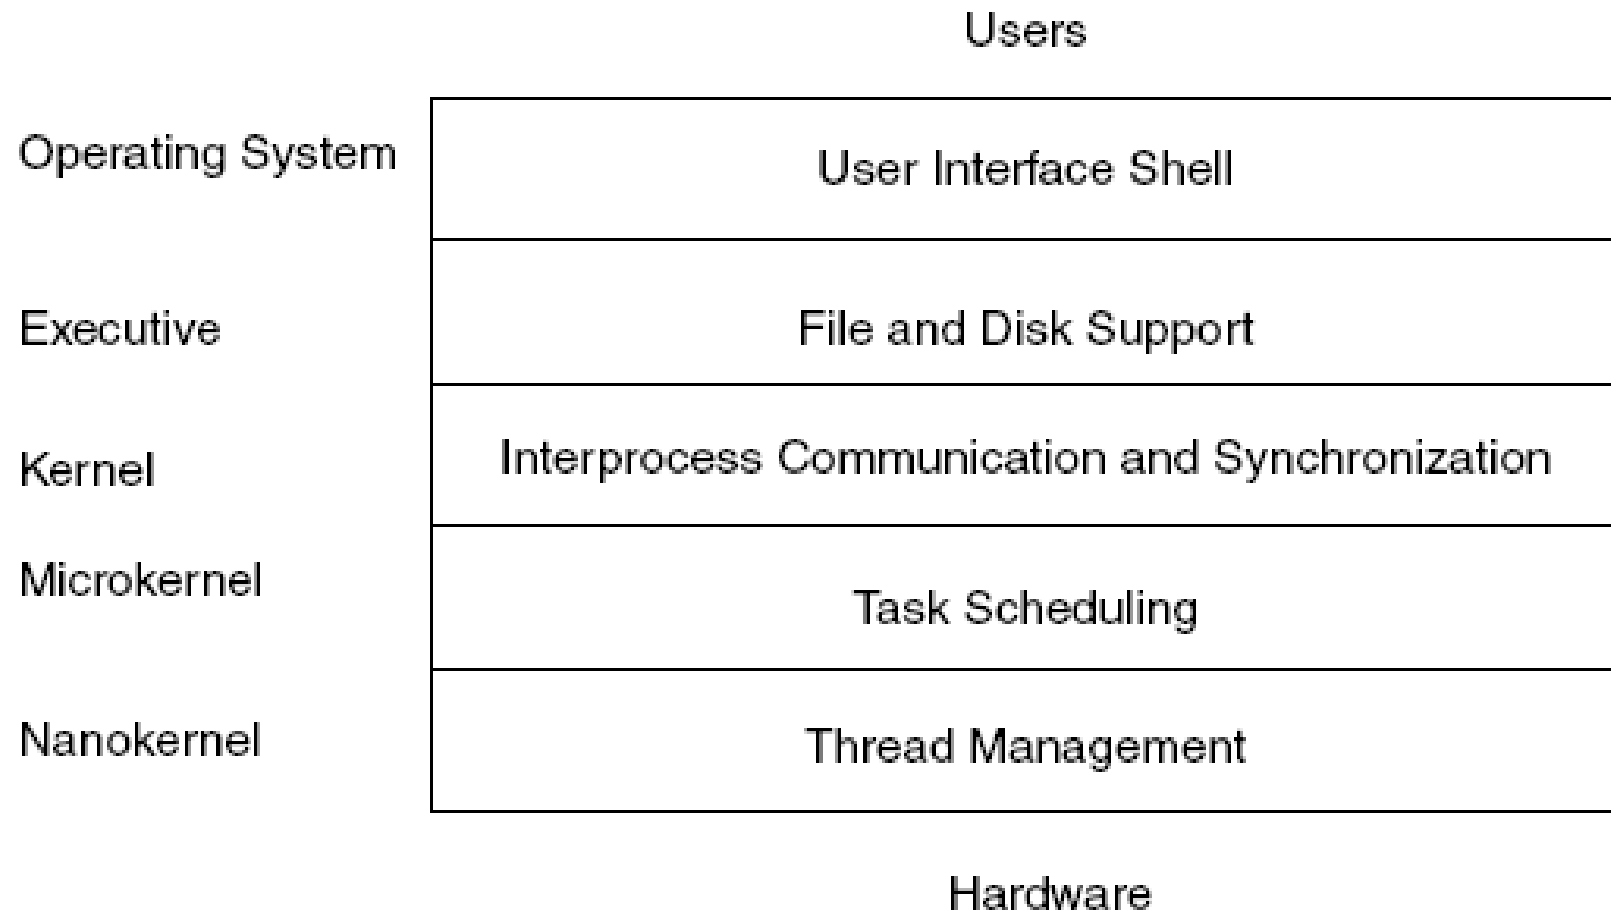 Users
Operating System
User Interface Shell
Executive
File and Disk Support
Kernel
Interprocess Communication and Synchronization
Microkernel
Task Scheduling
Nanokernel
Thread Management
Hardware